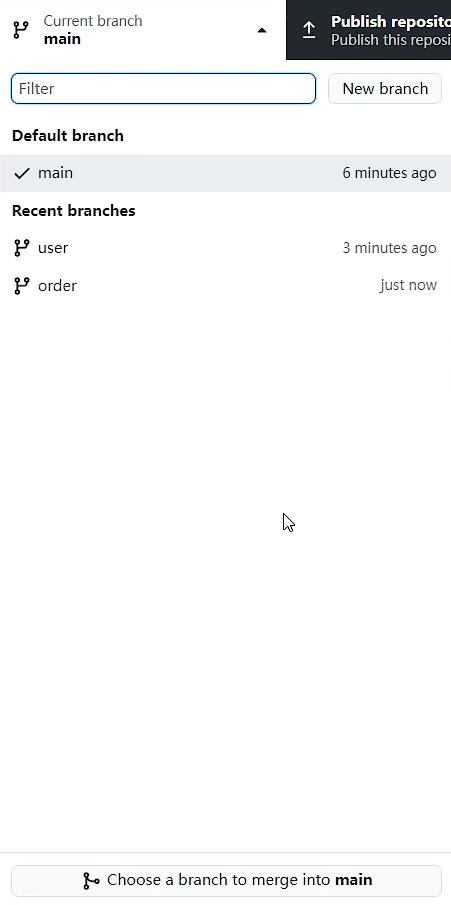 Current branch
main
Publish reposito
Publish this reposi
Filter
New branch
Default branch
main 6 minutes ago
Recent branches
user 3 minutes ago
order just now
Choose a branch to merge into main